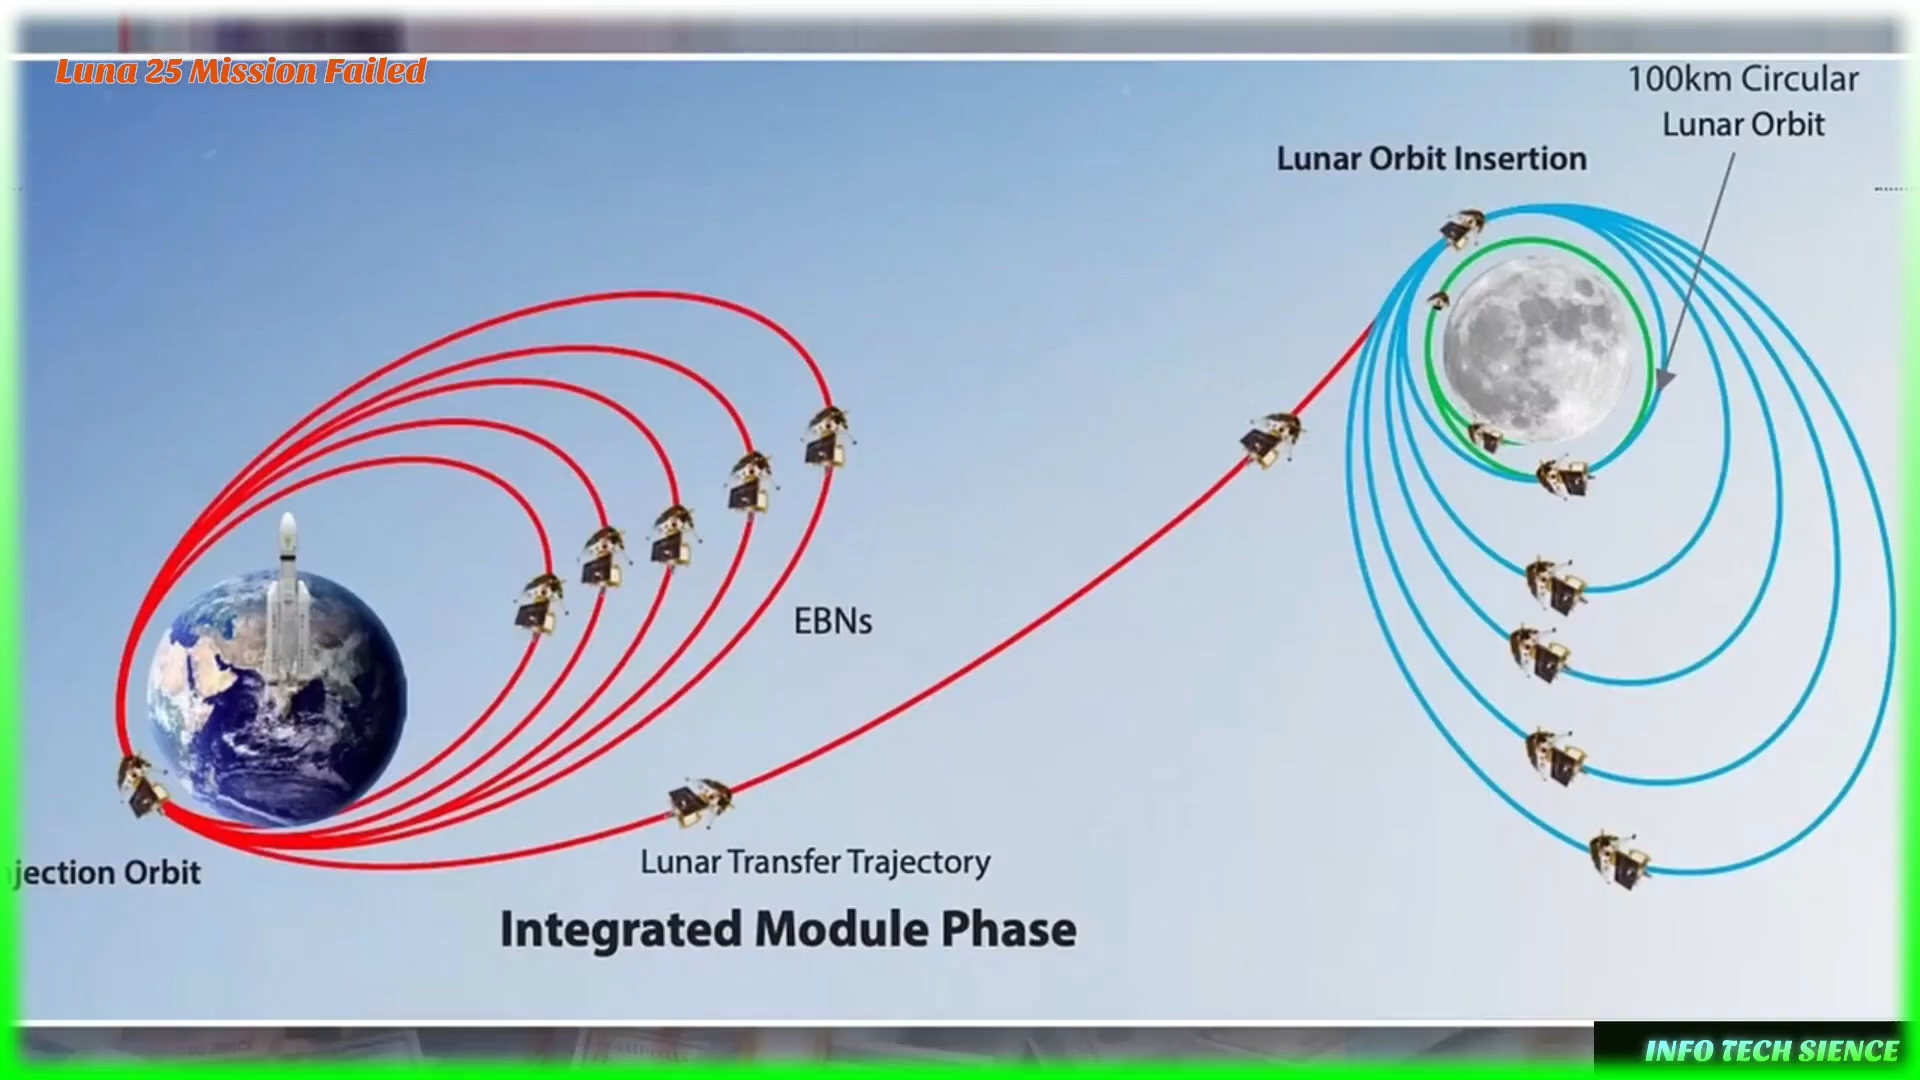 Luna 25 Mission Failed
100km Circular
Lunar Orbit
Lunar Orbit Insertion
EBNs
jection Orbit
Lunar Transfer Trajectory
Integrated Module Phase
INFO TECH SIENCE